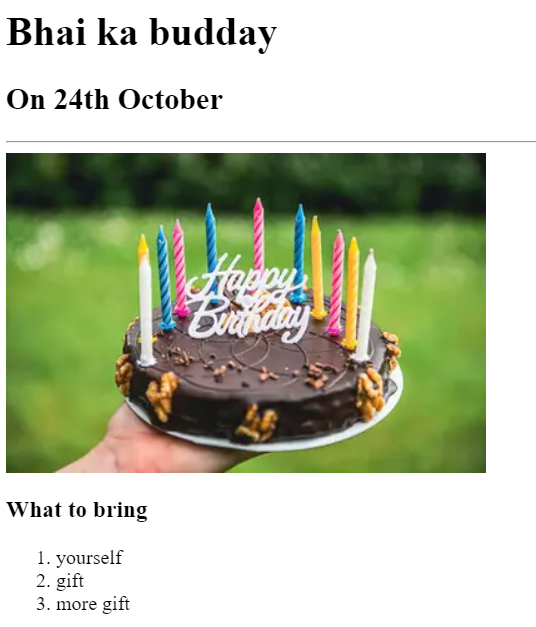 Bhai ka budday
On 24th October
Happy
Birthday
What to bring
1. yourself
2. gift
3. more gift